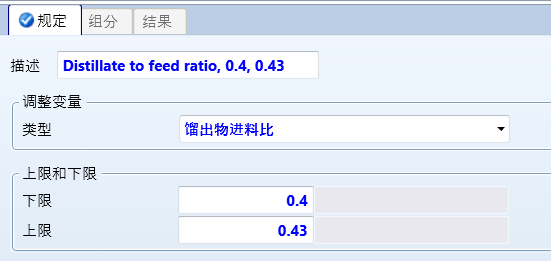 规定 组分 结果
描述 Distillate to feed ratio, 0.4, 0.43
调整变量
类型 馏出物进料比
上限和下限
下限 0.4
上限 0.43